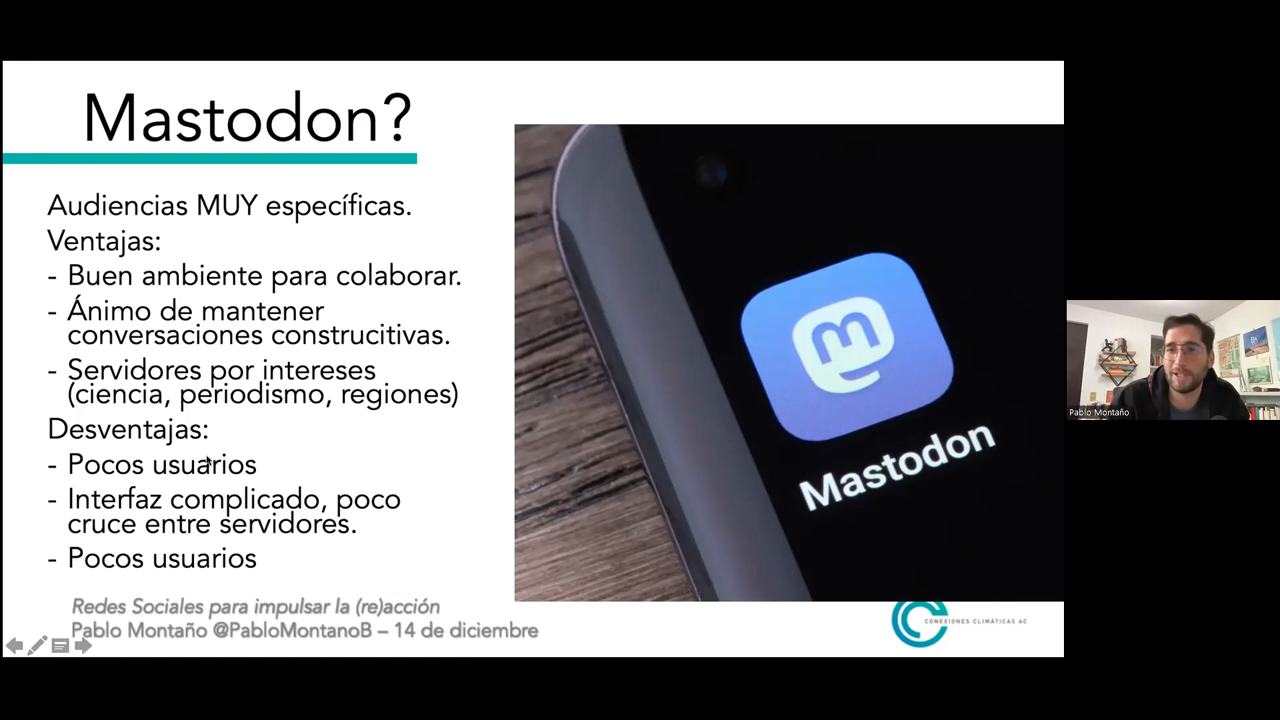 Mastodon?
Audiencias MUY específicas.
Ventajas:
- Buen ambiente para colaborar.
- Ánimo de mantener
conversaciones construcitivas.
- Servidores por intereses
(ciencia, periodismo, regiones)
Desventajas:
- Pocos usuarios
- Interfaz complicado, poco
cruce entre servidores.
- Pocos usuarios
Redes Sociales para impulsar la (re)acción
Pablo Montaño @PabloMontanoB – 14 de diciembre
m
Mastodon
CONEXIONES CLIMÁTICAS AC
Pablo Montaño